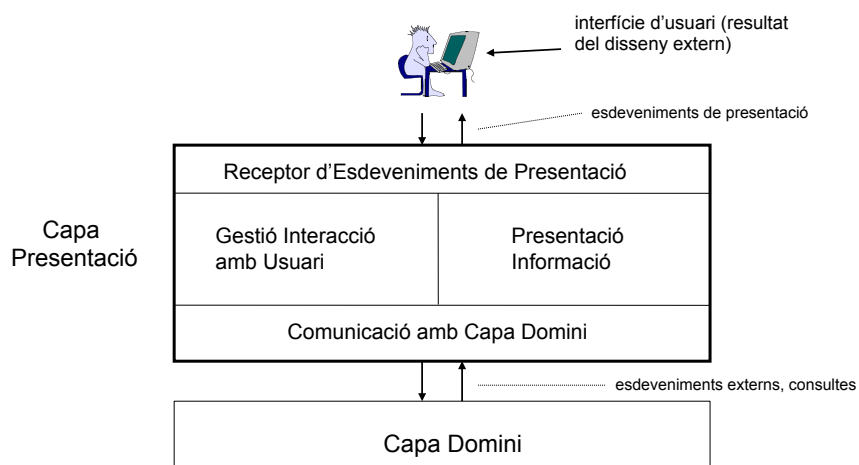 interfície d'usuari (resultat
del disseny extern)
esdeveniments de presentació
Receptor d'Esdeveniments de Presentació
Capa
Presentació
Gestió Interacció
amb Usuari
Presentació
Informació
Comunicació amb Capa Domini
esdeveniments externs, consultes
Capa Domini